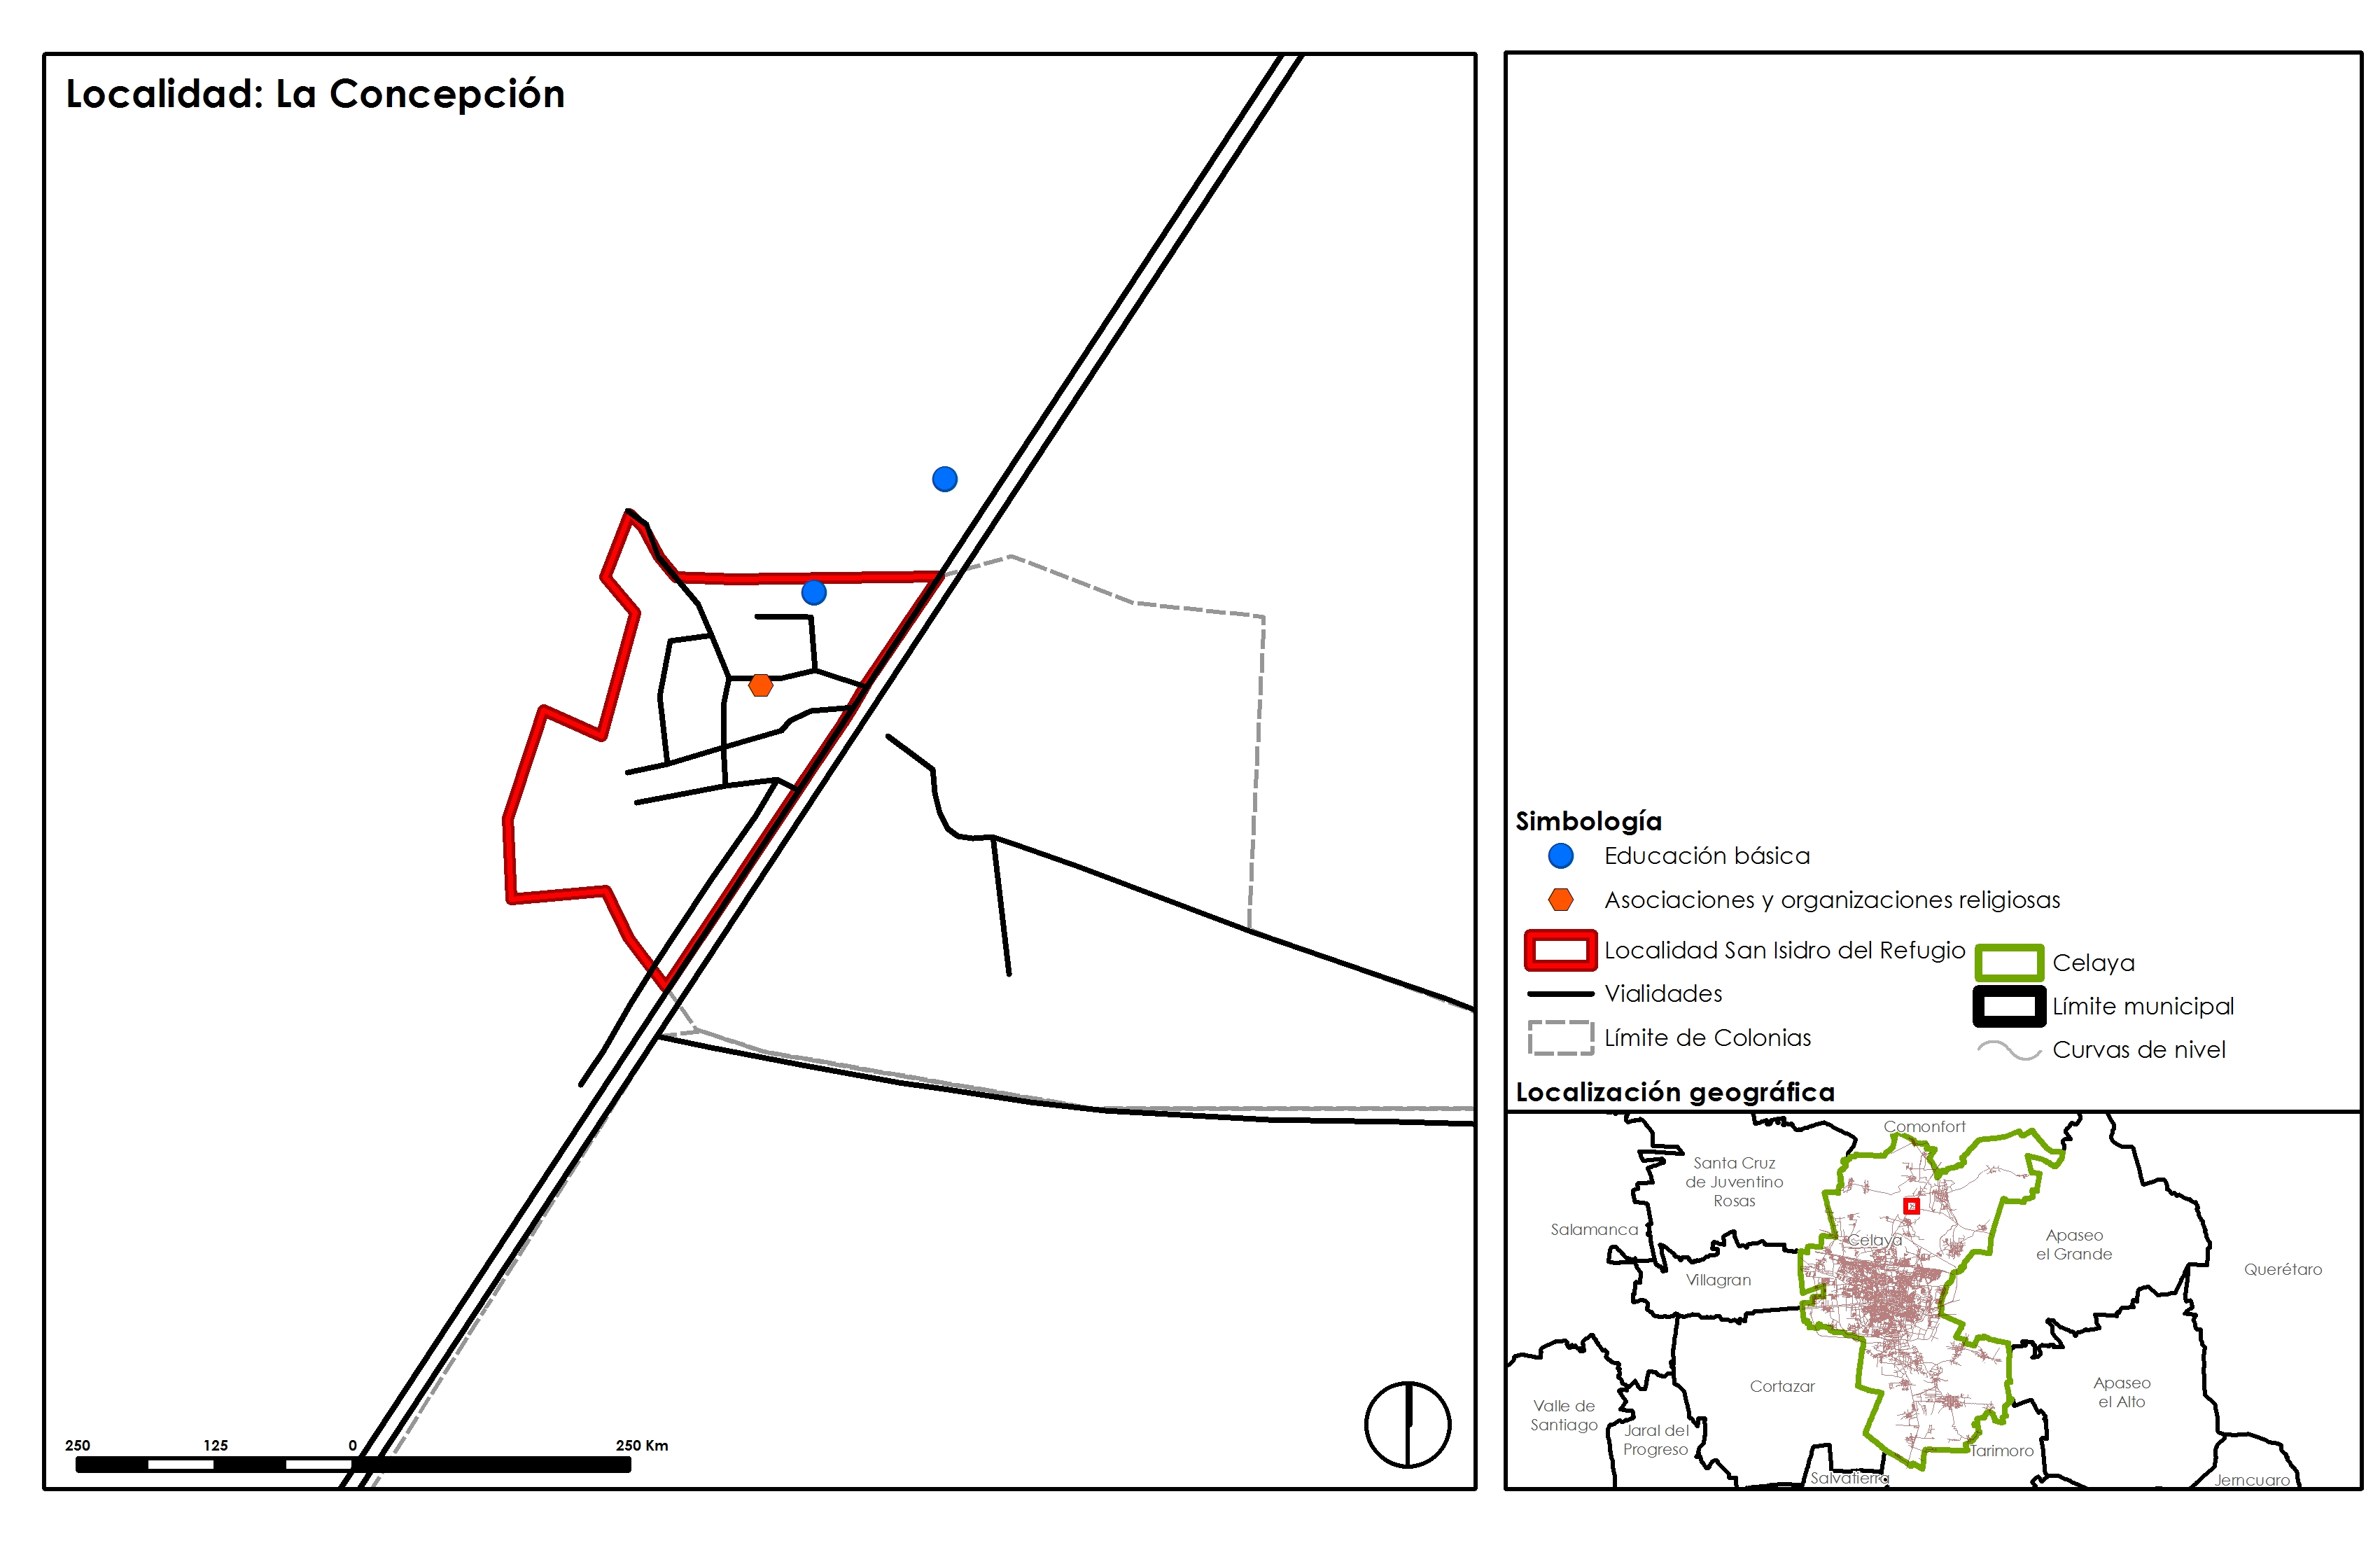 Localidad: La Concepción
250 125 0 250 Km
Simbología
Educación básica
Asociaciones y organizaciones religiosas
Localidad San Isidro del Refugio
Vialidades
Límite de Colonias
Celaya
Límite municipal
Curvas de nivel
Localización geográfica
Comonfort
Santa Cruz
de Juventino
Rosas
Salamanca
Celaya
Apaseo
el Grande
Querétaro
Villagran
Cortazar
Apaseo
el Alto
Valle de
Santiago
Jaral del
Progreso
Tarimoro
Salvatierra
Jerncuaro